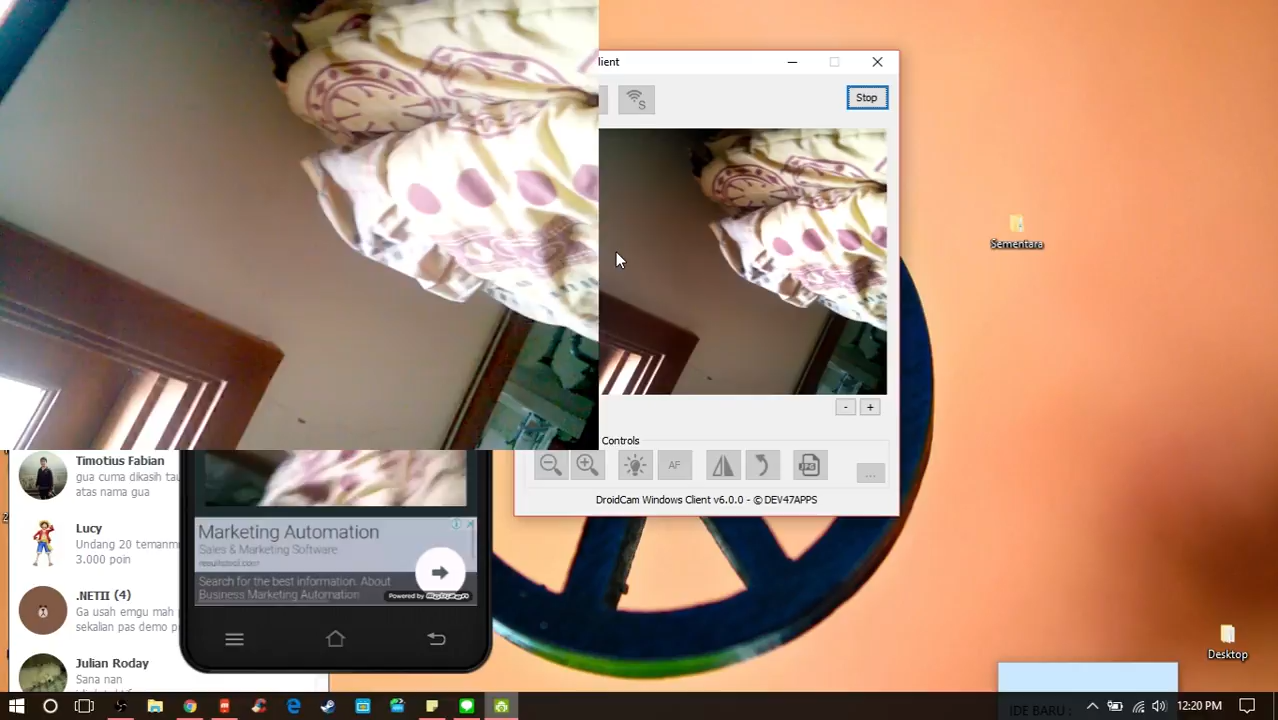 lient
S
Stop
Sementara
-
+
Controls
AF
JPG
...
DroidCam Windows Client v6.0.0 - © DEV47APPS
Timotius Fabian
gua cuma dikasih tau
atas nama gua
Lucy
Undang 20 temanm
3.000 poin
.NETII (4)
Ga usah emgu mah
sekalian pas demo p
Julian Roday
Sana nan
Marketing Automation
Sales & Marketing Software
Search for the best information. About
Business Marketing Automation
Powered by
Desktop
IDE BARU :
12:20 PM